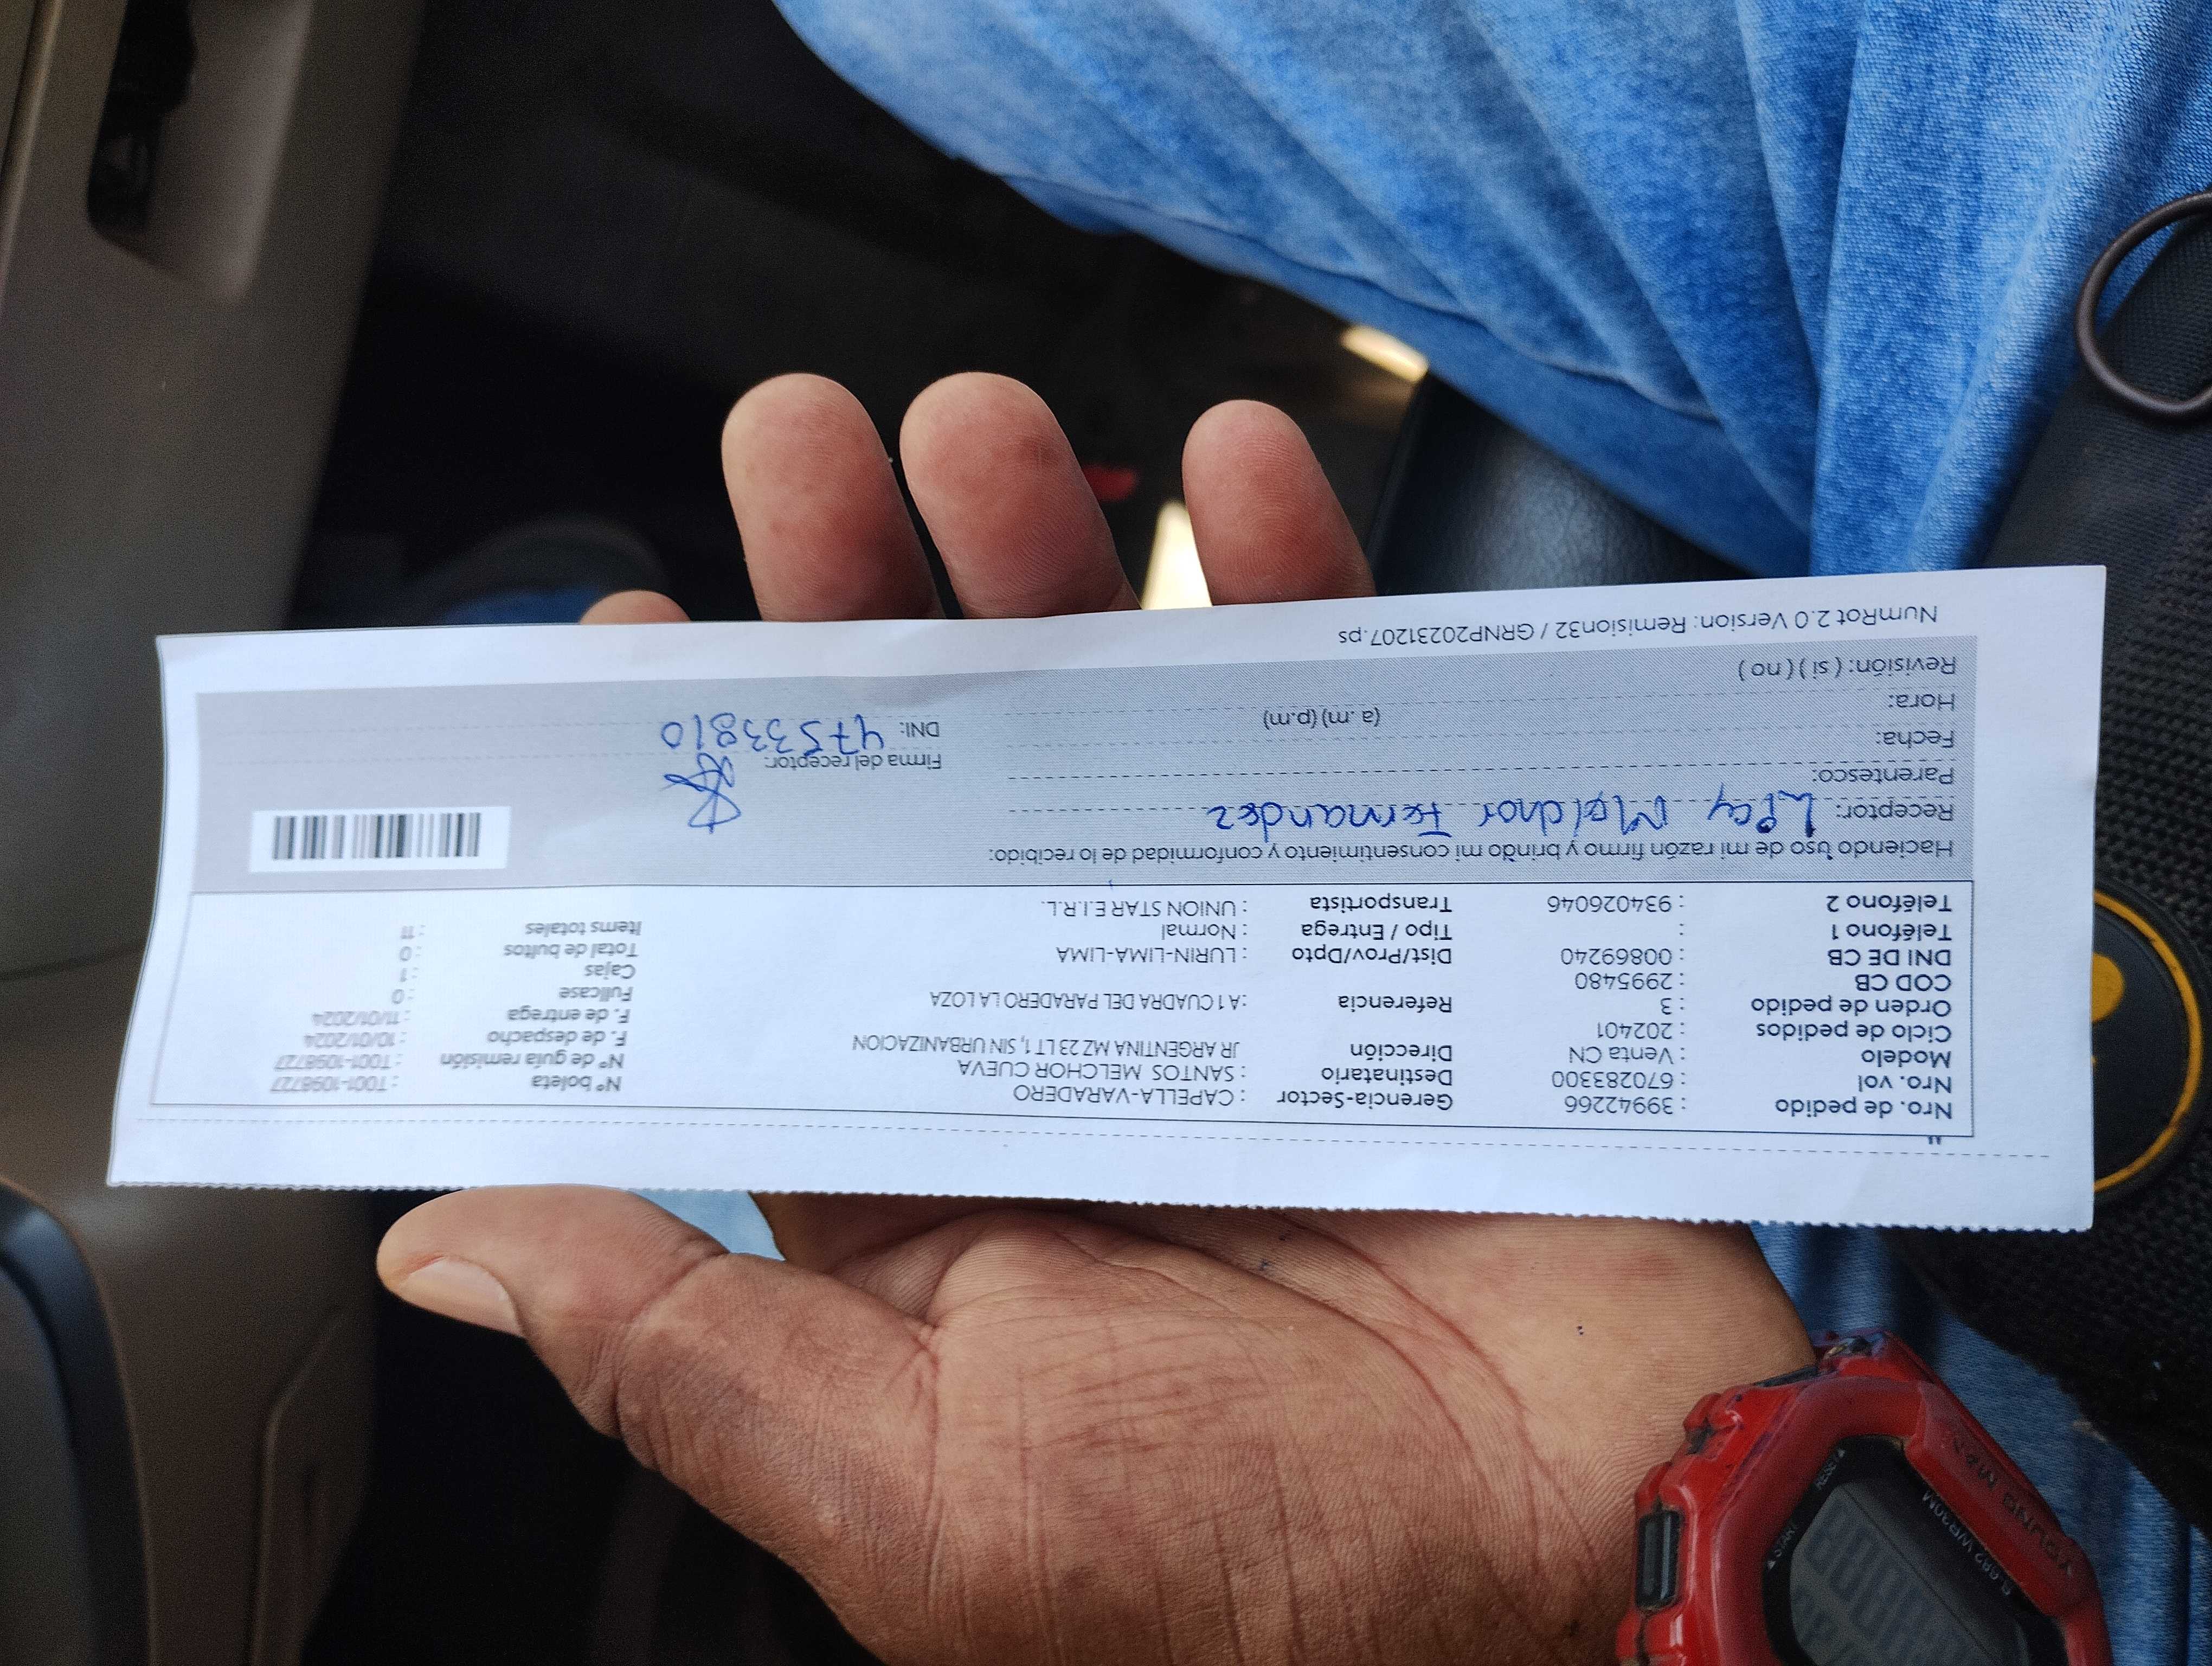 Nro. de pedido : 39942266 Gerencia-Sector : CAPELLA-VARADERO Nº boleta : T001-1098727
Nro. vol : 670283300 Destinatario : SANTOS MELCHOR CUEVA Nº de guía remisión : T001-1098727
Modelo : Venta CN Dirección JR ARGENTINA MZ 23 LT 1, SIN URBANIZACION F. de despacho : 10/01/2024
Ciclo de pedidos : 202401 F. de entrega : 11/01/2024
Orden de pedido : 3 Referencia : A 1 CUADRA DEL PARADERO LA LOZA Fullcase : 0
COD CB : 2995480 Cajas : 1
DNI DE CB : 00869240 Dist/Prov/Dpto : LURIN-LIMA-LIMA Total de bultos : 0
Teléfono 1 : Tipo / Entrega : Normal Items totales : 11
Teléfono 2 : 934026046 Transportista : UNION STAR E.I.R.L.
Haciendo uso de mi razón firmo y brindo mi consentimiento y conformidad de lo recibido:
Receptor: Melchor Fernandez
Parentesco: Firma del receptor:
Fecha: DNI: 47533810
Hora: (a. m) (p.m)
Revisión: ( si ) ( no )
NumRot 2.0 Version: Remision32 / GRNP20231207.ps
START
RESET